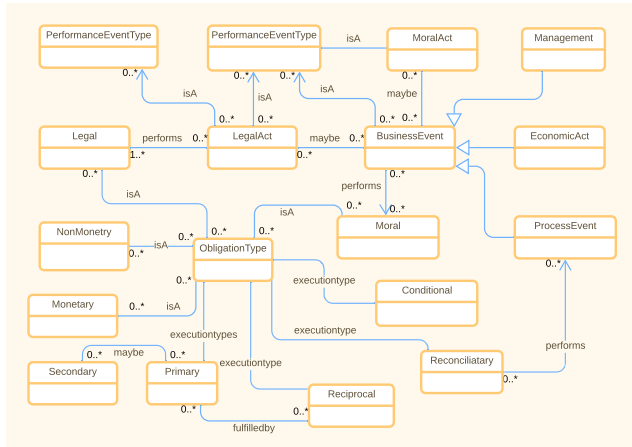 PerformanceEventType
PerformanceEventType
isA
MoralAct
Management
0..*
0..*
0..*
0..*
isA
isA
isA
maybe
0..*
0..*
0..*
0..*
Legal
performs
0..*
LegalAct
maybe
0..*
BusinessEvent
EconomicAct
1..*
0..*
0..*
0..*
performs
isA
isA
0..*
0..*
NonMonetry
isA
0..*
0..*
0..*
0..*
ObligationType
Moral
ProcessEvent
0..*
0..*
0..*
executiontype
Conditional
Monetary
0..*
isA
executiontypes
executiontype
maybe
0..*
0..*
performs
Secondary
Primary
executiontype
Reconciliatary
0..*
Reciprocal
0..*
0..*
fulfilledby